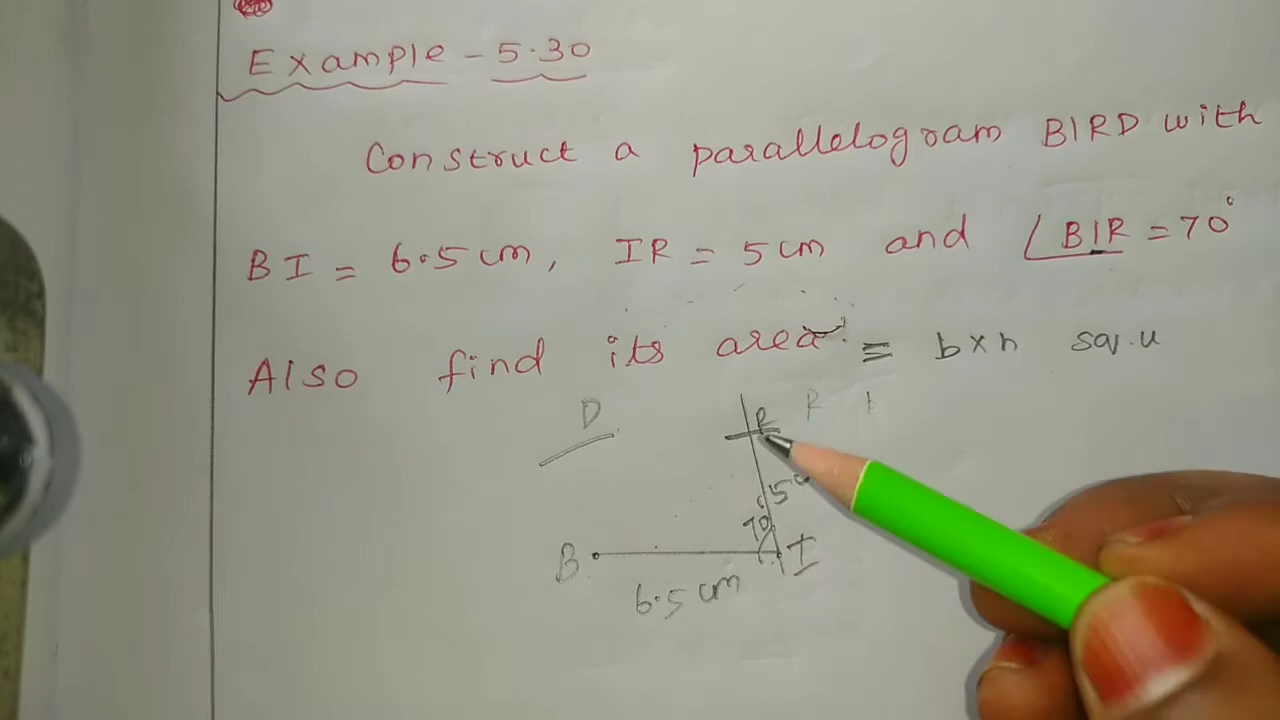 Example - 5.30
Construct a parallelogram BIRD with
BI = 6.5 cm, IR = 5 cm and ∠BIR = 70°
Also find its area. = b×h sq.u
D R R
5
70
B I
6.5 cm